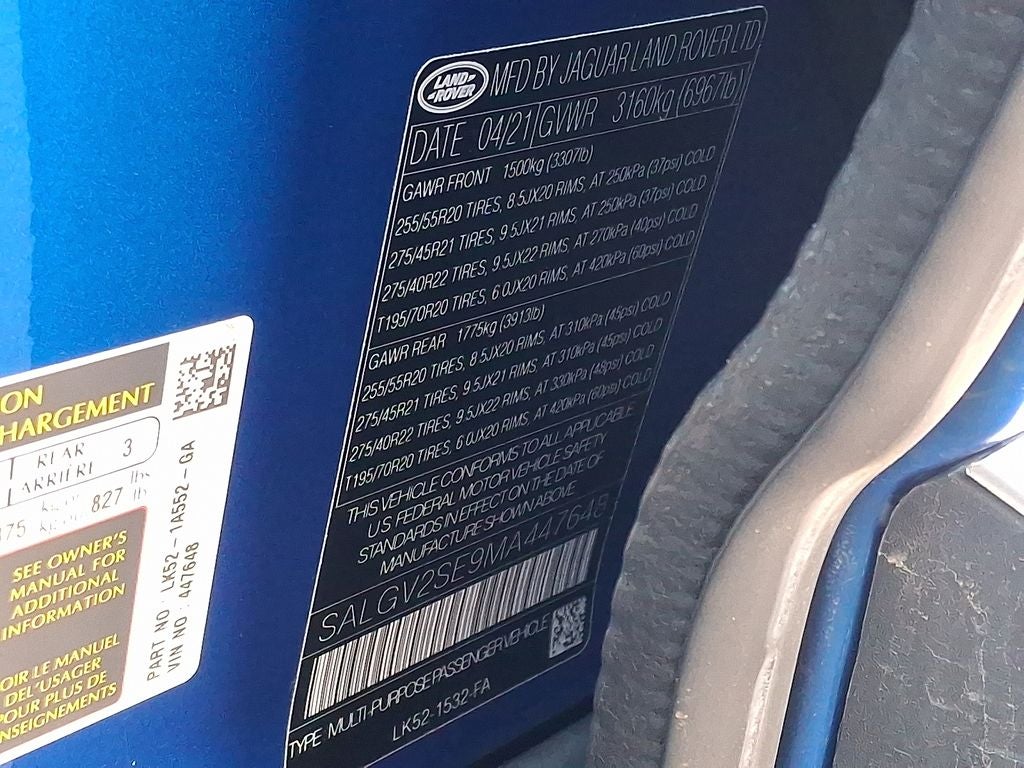 LAND ROVER
MFD BY JAGUAR LAND ROVER LTD
DATE 04/21 GVWR 3160kg (6967lb)
GAWR FRONT 1500kg (3307lb)
255/55R20 TIRES, 8.5JX20 RIMS, AT 250kPa (37psi) COLD
275/45R21 TIRES, 9.5JX21 RIMS, AT 250kPa (37psi) COLD
275/40R22 TIRES, 9.5JX22 RIMS, AT 270kPa (40psi) COLD
T195/70R20 TIRES, 6.0JX20 RIMS, AT 420kPa (60psi) COLD
GAWR REAR 1775kg (3913lb)
255/55R20 TIRES, 8.5JX20 RIMS, AT 310kPa (45psi) COLD
275/45R21 TIRES, 9.5JX21 RIMS, AT 310kPa (45psi) COLD
275/40R22 TIRES, 9.5JX22 RIMS, AT 330kPa (48psi) COLD
T195/70R20 TIRES, 6.0JX20 RIMS, AT 420kPa (60psi) COLD
THIS VEHICLE CONFORMS TO ALL APPLICABLE
U.S. FEDERAL MOTOR VEHICLE SAFETY
STANDARDS IN EFFECT ON THE DATE OF
MANUFACTURE SHOWN ABOVE
SALGV2SE9MA447648
TYPE MULTI-PURPOSE PASSENGER VEHICLE
LK52-1532-FA
ON
HARGEMENT
REAR
ARRIÈRE 3
75 kg or 827 lbs
SEE OWNER'S
MANUAL FOR
ADDITIONAL
INFORMATION
OIR LE MANUEL
DE L'USAGER
POUR PLUS DE
NSEIGNEMENTS
PART NO : LK52-1A552-GA
VIN NO : 447648